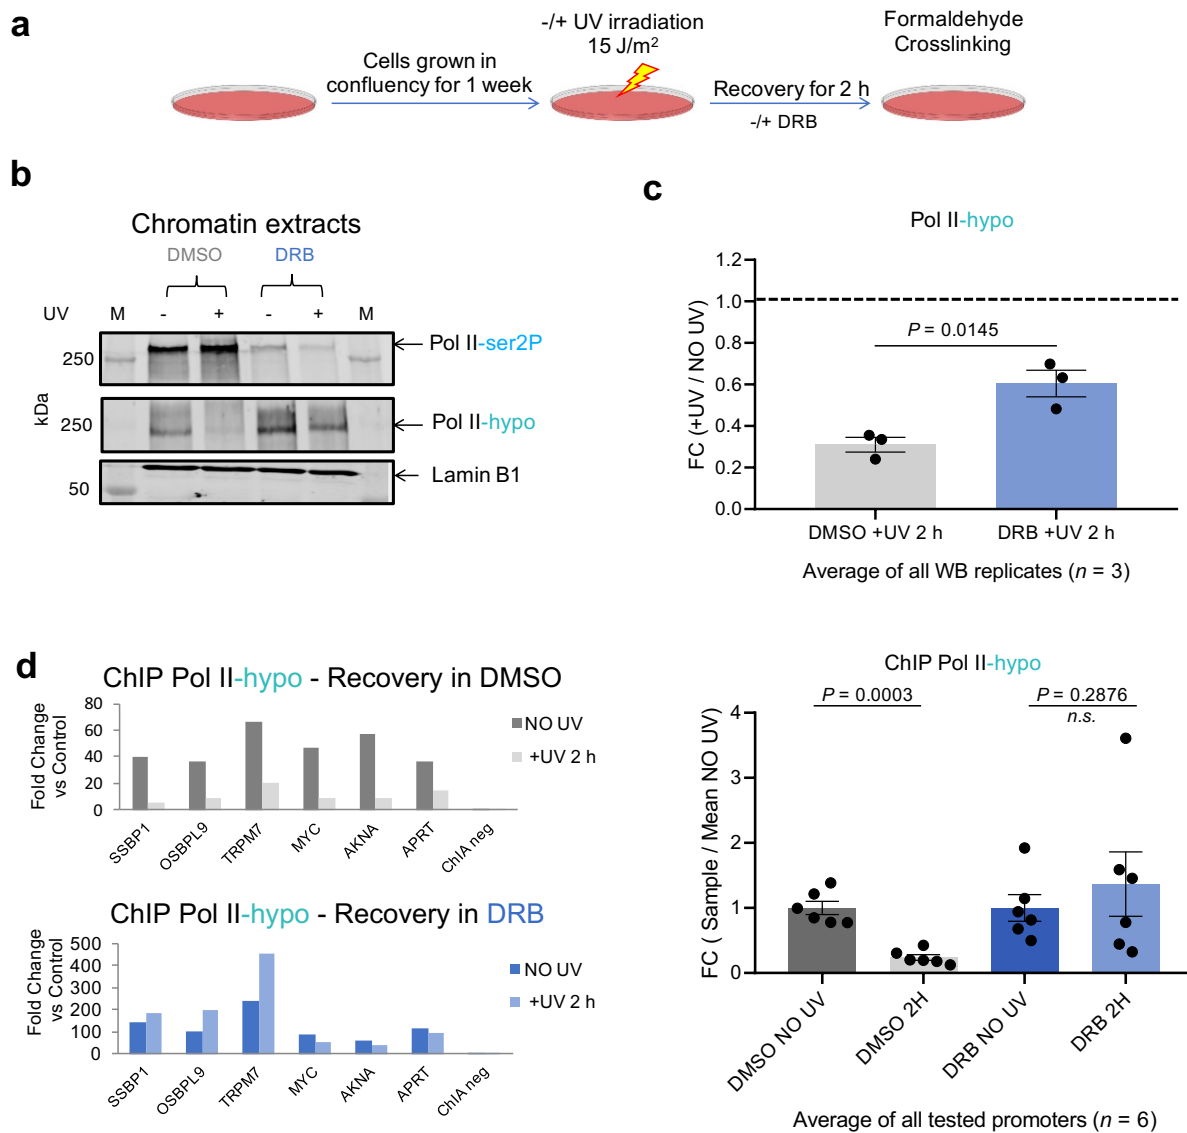 a
Cells grown in
confluency for 1 week
-/+ UV irradiation
15 J/m²
Recovery for 2 h
-/+ DRB
Formaldehyde
Crosslinking
b
Chromatin extracts
DMSO DRB
UV M - + - + M
kDa
250
Pol II-ser2P
250
Pol II-hypo
50
Lamin B1
c
Pol II-hypo
FC (+UV / NO UV)
1.2
1.0
0.8
0.6
0.4
0.2
0.0
P = 0.0145
DMSO +UV 2 h DRB +UV 2 h
Average of all WB replicates (n = 3)
d
ChIP Pol II-hypo - Recovery in DMSO
Fold Change
vs Control
80
60
40
20
0
NO UV
+UV 2 h
SSBP1 OSBPL9 TRPM7 MYC AKNA APRT ChIA neg
ChIP Pol II-hypo - Recovery in DRB
Fold Change
vs Control
500
400
300
200
100
0
NO UV
+UV 2 h
SSBP1 OSBPL9 TRPM7 MYC AKNA APRT ChIA neg
ChIP Pol II-hypo
P = 0.0003 P = 0.2876
n.s.
FC ( Sample / Mean NO UV)
4
3
2
1
0
DMSO NO UV DMSO 2H DRB NO UV DRB 2H
Average of all tested promoters (n = 6)